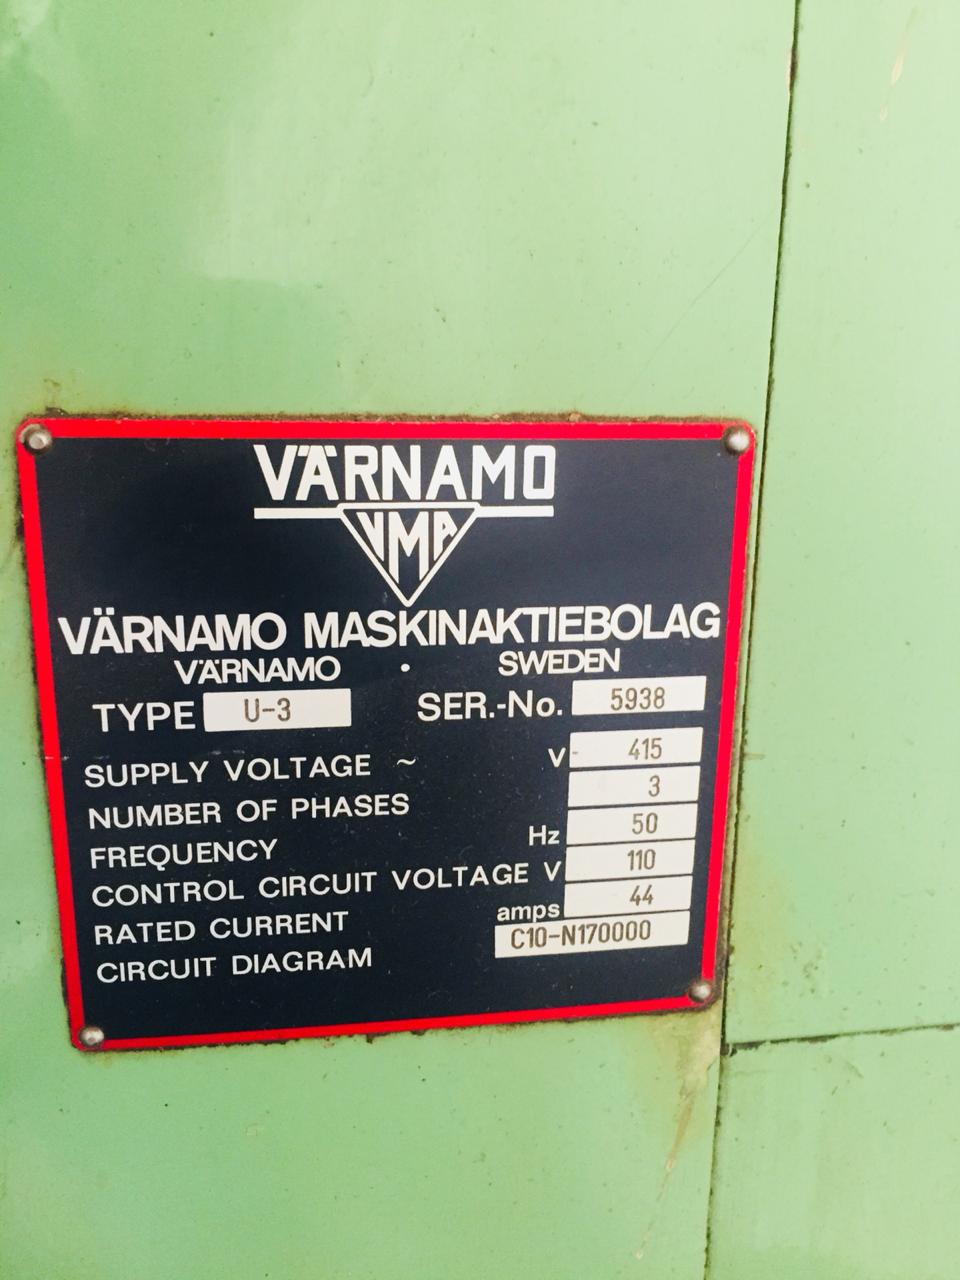 VÄRNAMO
VMA
VÄRNAMO MASKINAKTIEBOLAG
VÄRNAMO • SWEDEN
TYPE U-3 SER.-No. 5938
SUPPLY VOLTAGE ~ V- 415
NUMBER OF PHASES 3
FREQUENCY Hz 50
CONTROL CIRCUIT VOLTAGE V 110
RATED CURRENT amps 44
CIRCUIT DIAGRAM C10-N170000